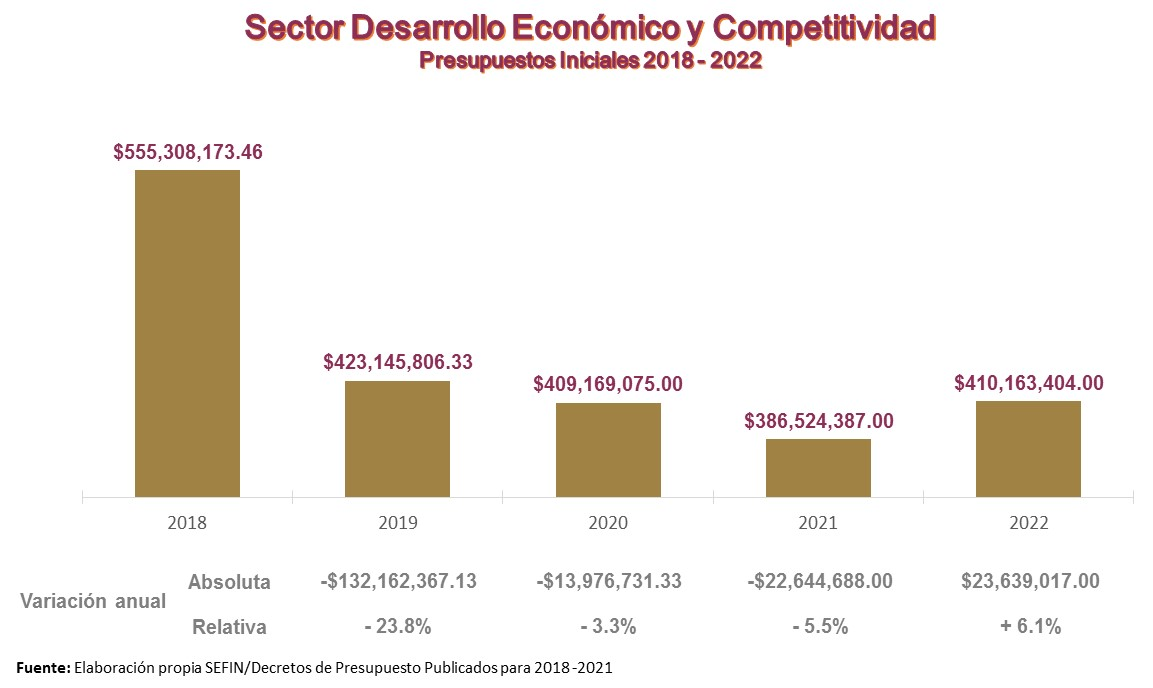 Sector Desarrollo Económico y Competitividad
Presupuestos Iniciales 2018 - 2022
$555,308,173.46
$423,145,806.33
$409,169,075.00
$386,524,387.00
$410,163,404.00
2018 2019 2020 2021 2022
Variación anual
Absoluta -$132,162,367.13 -$13,976,731.33 -$22,644,688.00 $23,639,017.00
Relativa - 23.8% - 3.3% - 5.5% + 6.1%
Fuente: Elaboración propia SEFIN/Decretos de Presupuesto Publicados para 2018 -2021